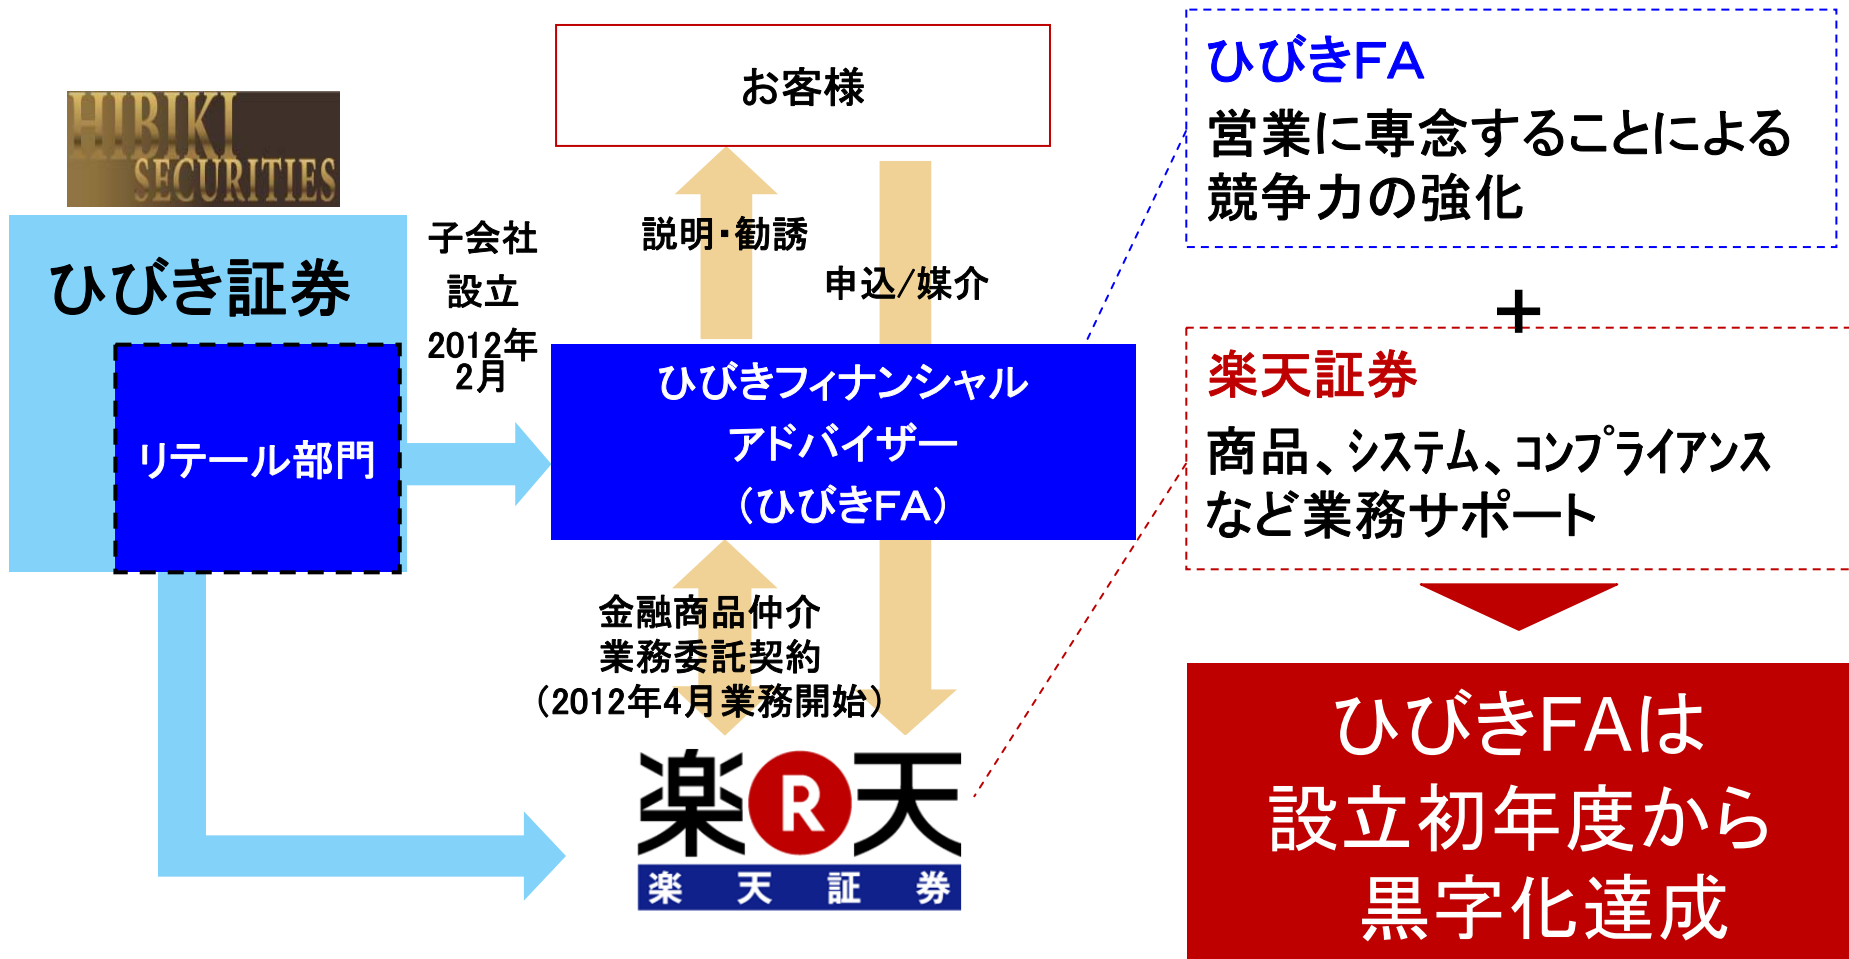 HIBIKI
SECURITIES
ひびき証券
リテール部門
子会社
設立
2012年
2月
お客様
説明・勧誘
申込/媒介
ひびきフィナンシャル
アドバイザー
（ひびきFA）
金融商品仲介
業務委託契約
（2012年4月業務開始）
楽R天
楽天証券
ひびきFA
営業に専念することによる
競争力の強化
＋
楽天証券
商品、システム、コンプライアンス
など業務サポート
ひびきFAは
設立初年度から
黒字化達成